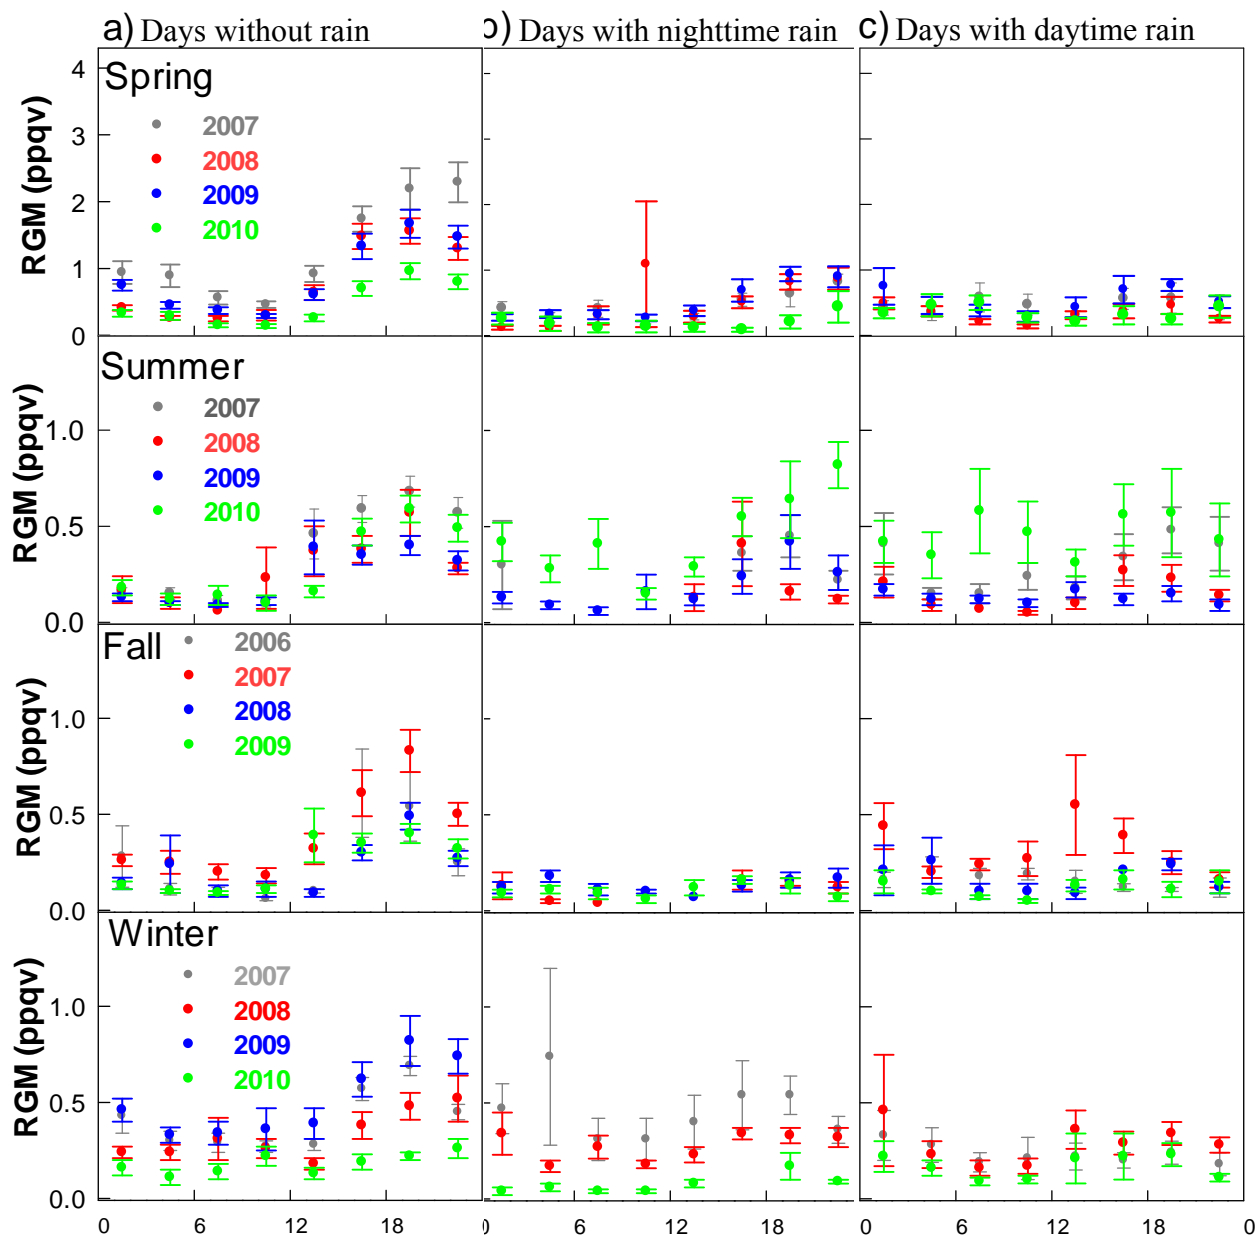 a) Days without rain
b) Days with nighttime rain
c) Days with daytime rain
Spring
2007
2008
2009
2010
RGM (ppqv)
4
3
2
1
0
Summer
2007
2008
2009
2010
RGM (ppqv)
1.0
0.5
0.0
Fall
2006
2007
2008
2009
RGM (ppqv)
1.0
0.5
0.0
Winter
2007
2008
2009
2010
RGM (ppqv)
1.0
0.5
0.0
0 6 12 18 0 6 12 18 0 6 12 18 0